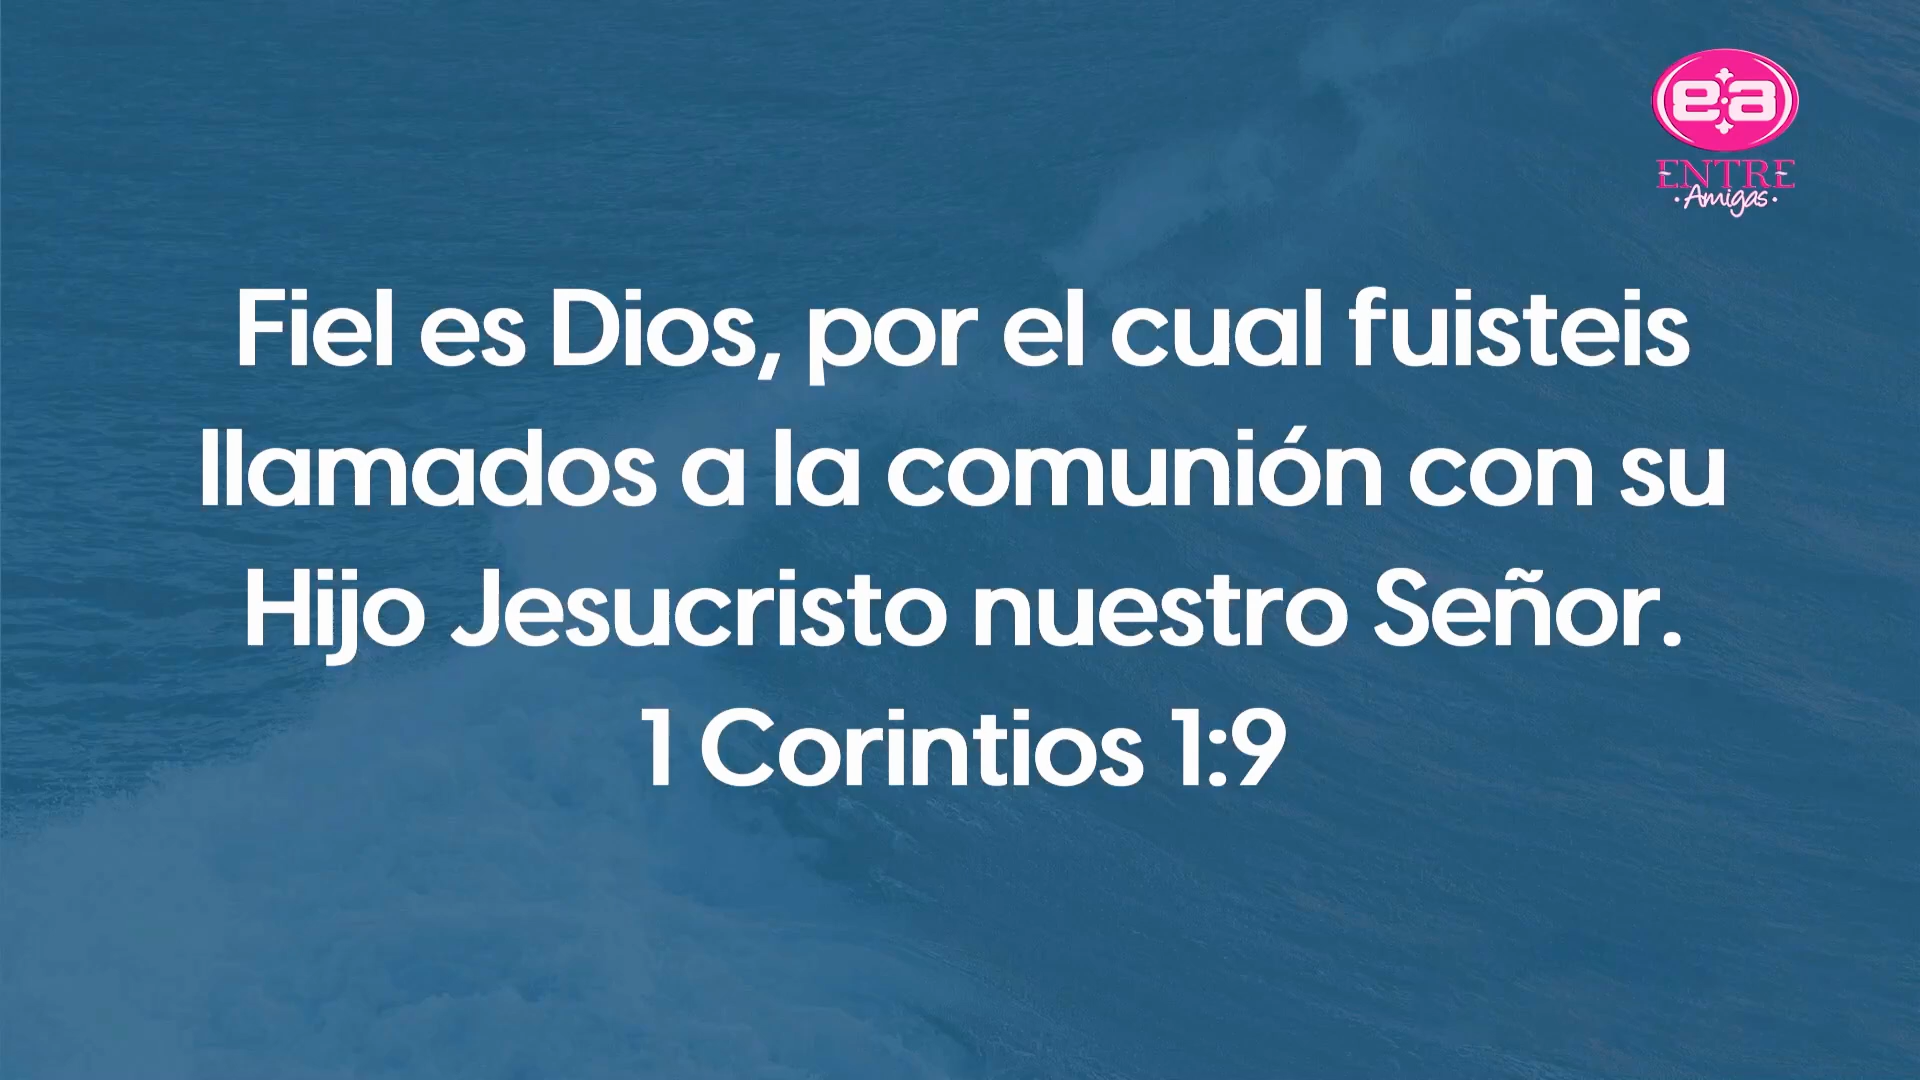 e:a
ENTRE
·Amigas·
Fiel es Dios, por el cual fuisteis
llamados a la comunión con su
Hijo Jesucristo nuestro Señor.
1 Corintios 1:9